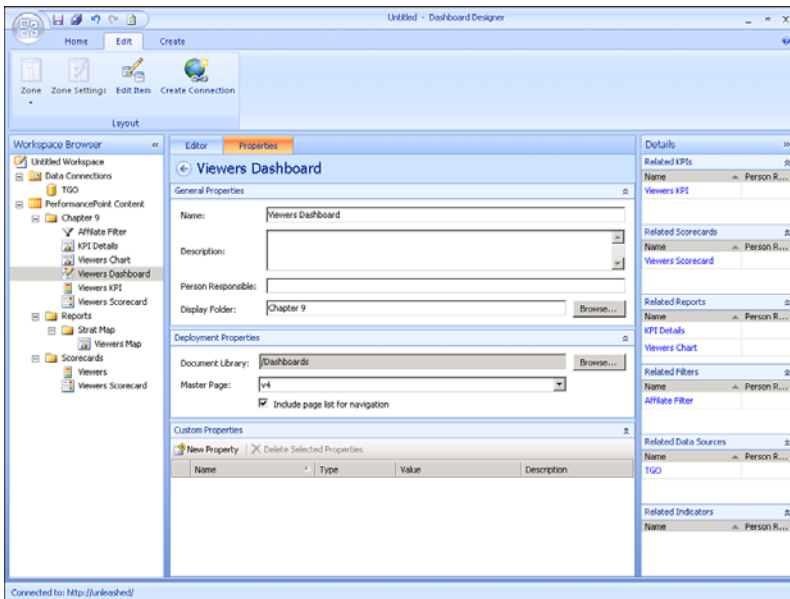 Untitled - Dashboard Designer
Home Edit Create
Zone Zone Settings Edit Item Create Connection
Layout
Workspace Browser «
Untitled Workspace
Data Connections
TGO
PerformancePoint Content
Chapter 9
Affilate Filter
KPI Details
Viewers Chart
Viewers Dashboard
Viewers KPI
Viewers Scorecard
Reports
Strat Map
Viewers Map
Scorecards
Viewers
Viewers Scorecard
Editor Properties
Viewers Dashboard
General Properties
Name: Viewers Dashboard
Description:
Person Responsible:
Display Folder: Chapter 9 Browse...
Deployment Properties
Document Library: /Dashboards Browse...
Master Page: v4
Include page list for navigation
Custom Properties
New Property Delete Selected Properties
Name Type Value Description
Details »
Related KPIs
Name Person R...
Viewers KPI
Related Scorecards
Name Person R...
Viewers Scorecard
Related Reports
Name Person R...
KPI Details
Viewers Chart
Related Filters
Name Person R...
Affilate Filter
Related Data Sources
Name Person R...
TGO
Related Indicators
Name Person R...
Connected to: http://unleashed/